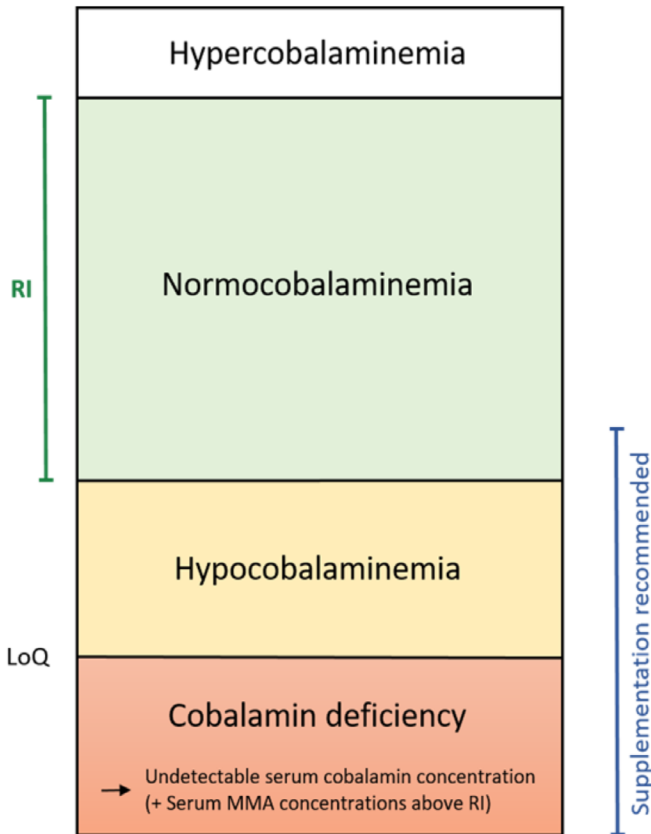 Hypercobalaminemia
RI
Normocobalaminemia
Hypocobalaminemia
LoQ
Cobalamin deficiency
→ Undetectable serum cobalamin concentration
(+ Serum MMA concentrations above RI)
Supplementation recommended